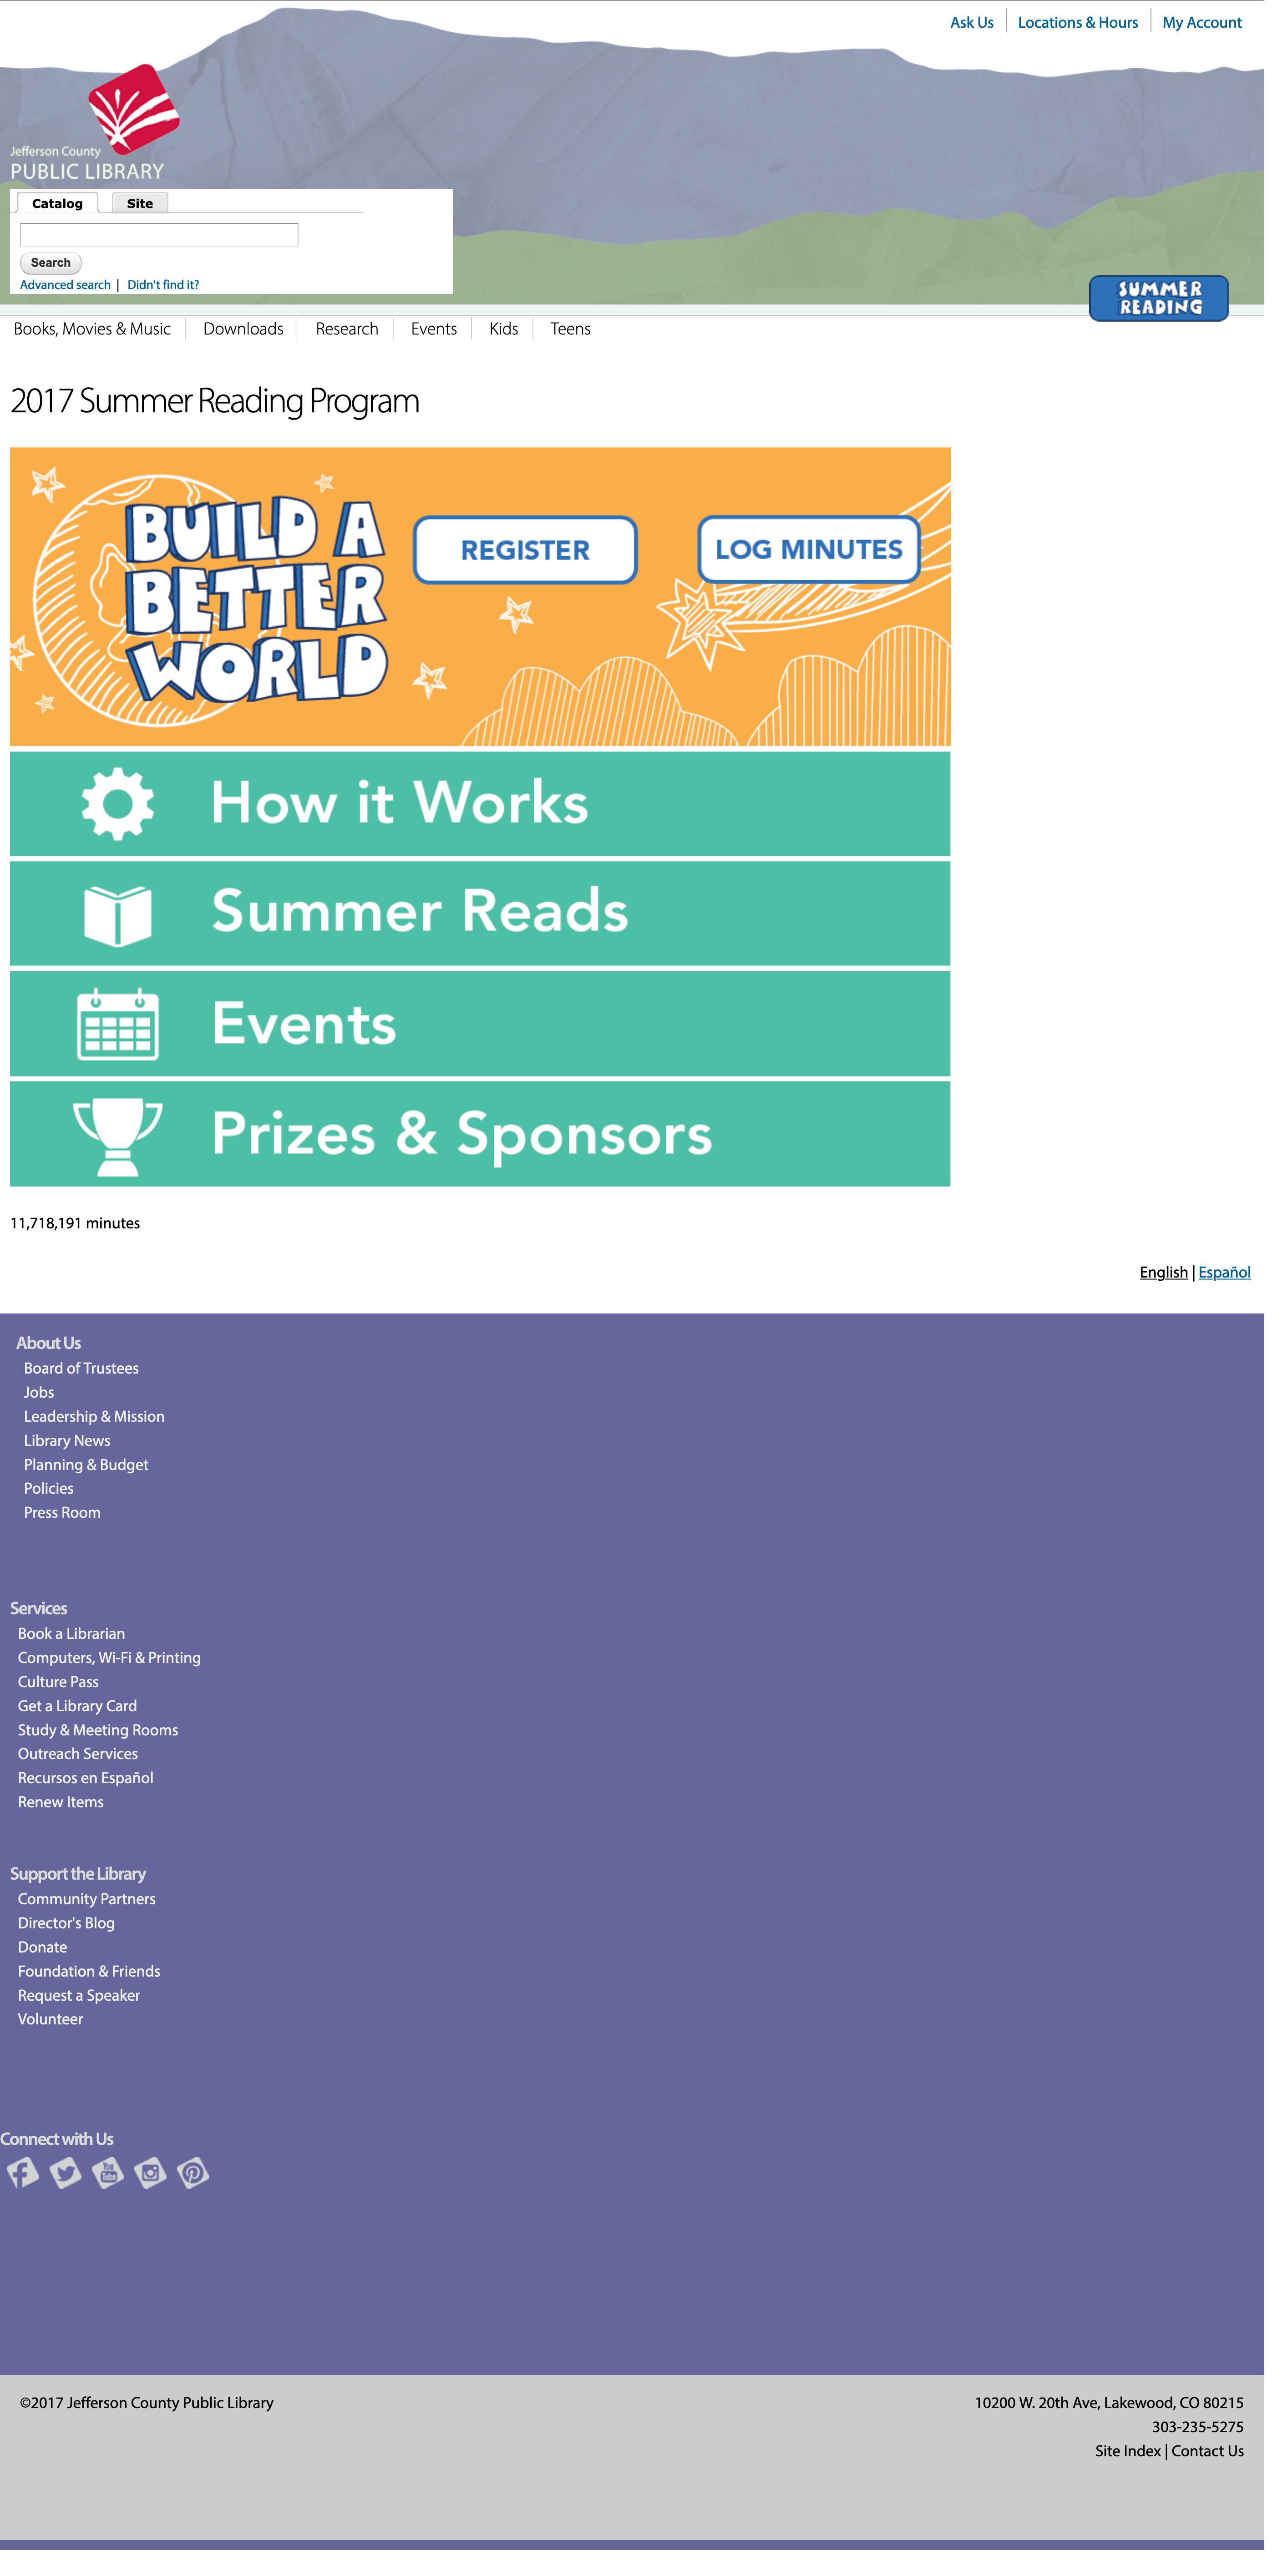 Ask Us
Locations & Hours
My Account
Jefferson County
PUBLIC LIBRARY
Catalog
Site
Search
Advanced search | Didn't find it?
SUMMER
READING
Books, Movies & Music
Downloads
Research
Events
Kids
Teens
2017 Summer Reading Program
BUILD A
BETTER
WORLD
REGISTER
LOG MINUTES
How it Works
Summer Reads
Events
Prizes & Sponsors
11,718,191 minutes
English | Español
About Us
Board of Trustees
Jobs
Leadership & Mission
Library News
Planning & Budget
Policies
Press Room
Services
Book a Librarian
Computers, Wi-Fi & Printing
Culture Pass
Get a Library Card
Study & Meeting Rooms
Outreach Services
Recursos en Español
Renew Items
Support the Library
Community Partners
Director's Blog
Donate
Foundation & Friends
Request a Speaker
Volunteer
Connect with Us
You
Tube
©2017 Jefferson County Public Library
10200 W. 20th Ave, Lakewood, CO 80215
303-235-5275
Site Index | Contact Us